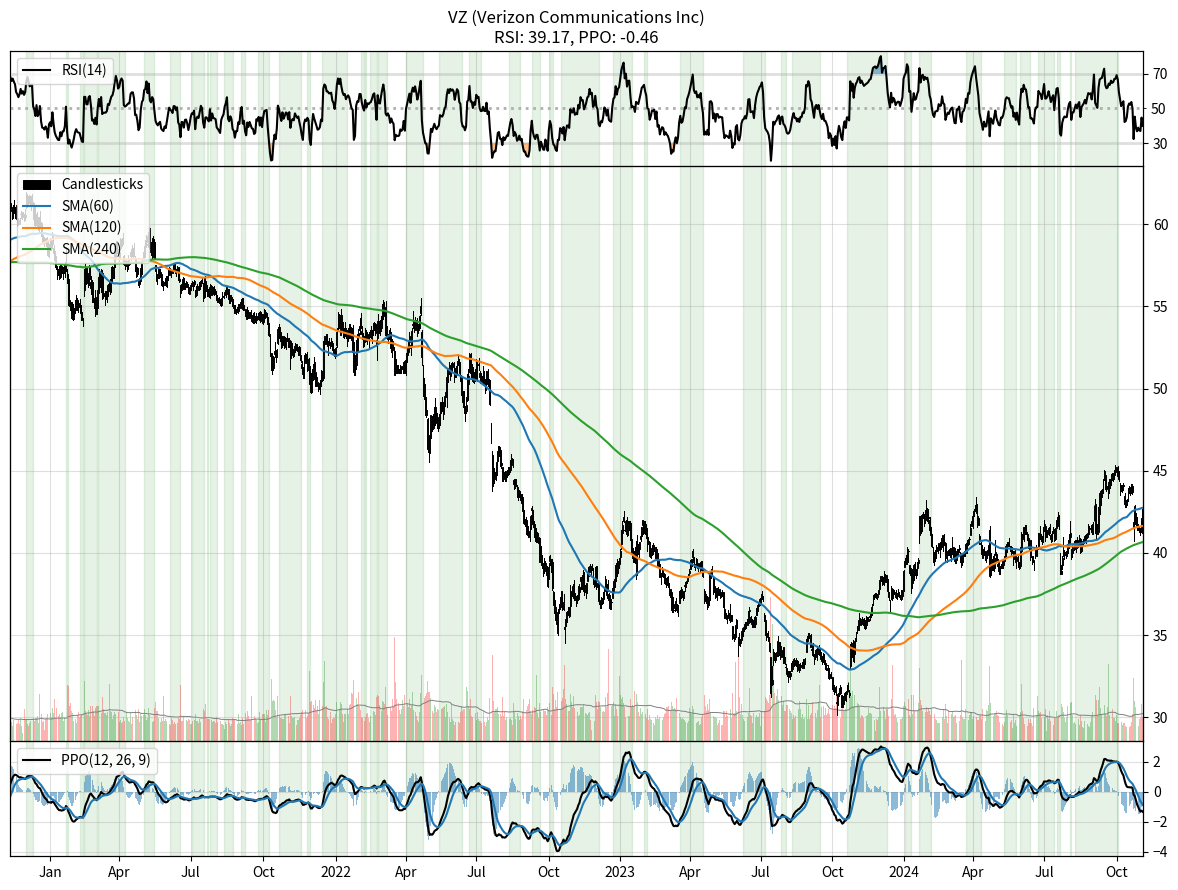 VZ (Verizon Communications Inc)
RSI: 39.17, PPO: -0.46
RSI(14)
70
50
30
Candlesticks
SMA(60)
SMA(120)
SMA(240)
60
55
50
45
40
35
30
PPO(12, 26, 9)
2
0
−2
−4
Jan Apr Jul Oct 2022 Apr Jul Oct 2023 Apr Jul Oct 2024 Apr Jul Oct